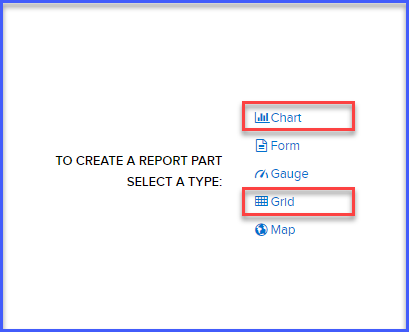 TO CREATE A REPORT PART
SELECT A TYPE:
Chart
Form
Gauge
Grid
Map